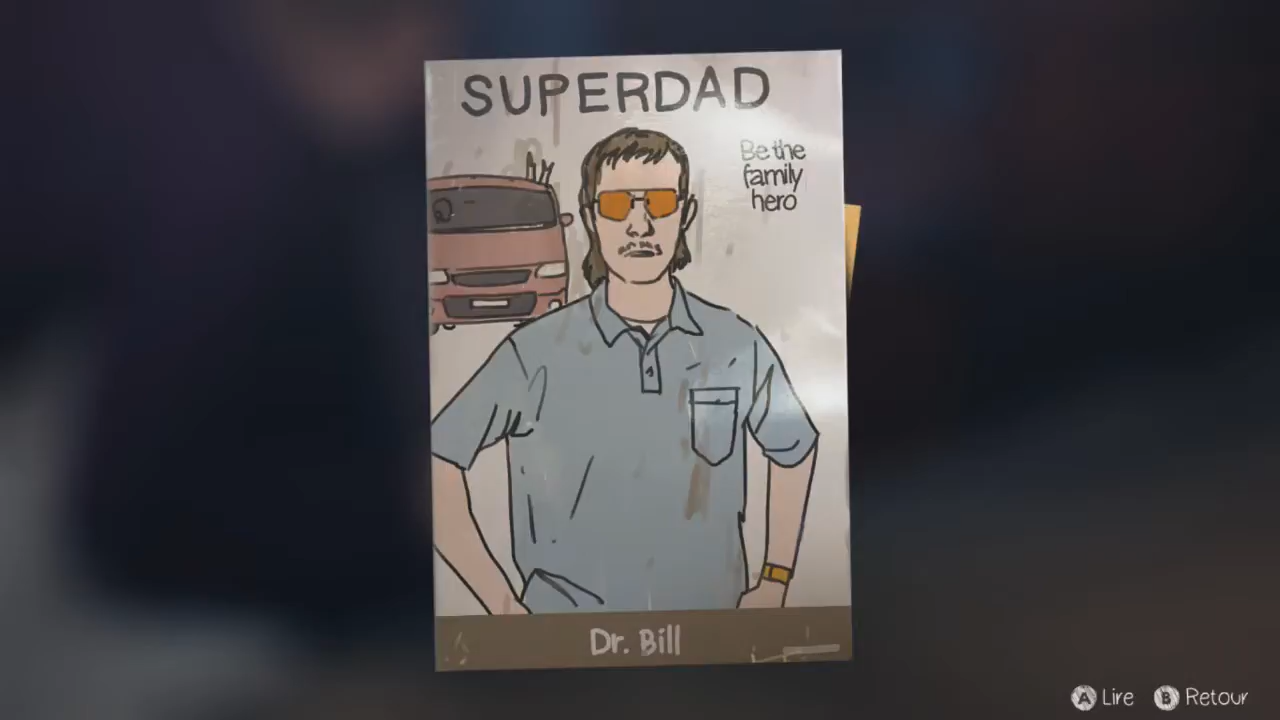 SUPERDAD
Be the
family
hero
Dr. Bill
A Lire B Retour